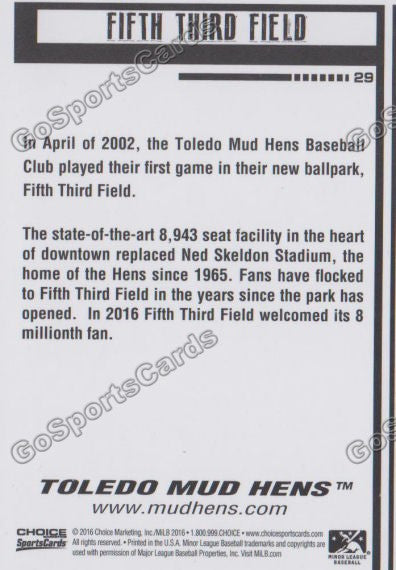 FIFTH THIRD FIELD
29
In April of 2002, the Toledo Mud Hens Baseball
Club played their first game in their new ballpark,
Fifth Third Field.
The state-of-the-art 8,943 seat facility in the heart
of downtown replaced Ned Skeldon Stadium, the
home of the Hens since 1965. Fans have flocked
to Fifth Third Field in the years since the park has
opened. In 2016 Fifth Third Field welcomed its 8
millionth fan.
GoSportsCards
GoSportsCards
TOLEDO MUD HENS™
www.mudhens.com
CHOICE
SportsCards
© 2016 Choice Marketing, Inc./MiLB 2016 • 1.800.999.CHOICE • www.choicesportscards.com
All rights reserved. • Printed in the U.S.A. Minor League Baseball trademarks and copyrights are
used with permission of Major League Baseball Properties, Inc. Visit MiLB.com
MINOR LEAGUE
BASEBALL